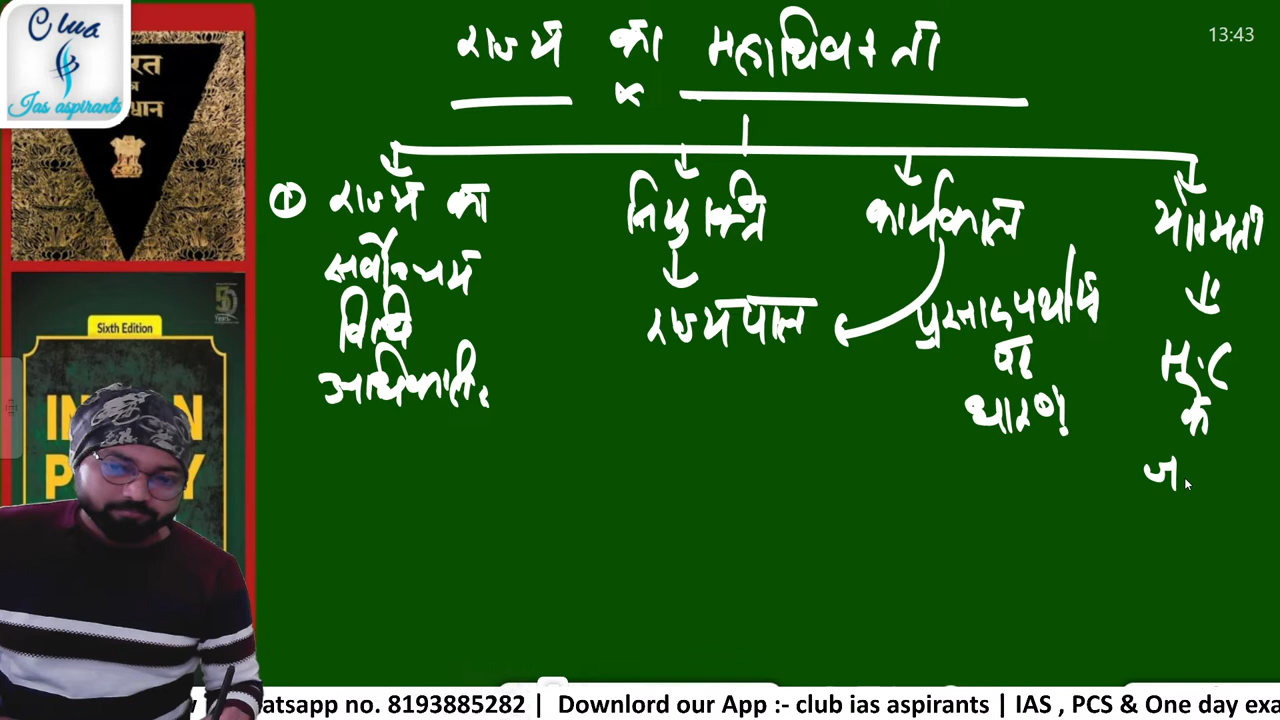 Club
Ias aspirants
रत
धान
Sixth Edition
IN N
P Y
13:43
राज्य का महाधिवक्ता
① राज्य का
सर्वोच्च
विधि
अधिकारी
नियुक्ति
राज्यपाल
कार्यकाल
प्रसादपर्यन्त
पद
धारण।
योग्यता
H.C
के
ज
atsapp no. 8193885282 | Downlord our App :- club ias aspirants | IAS , PCS & One day exa